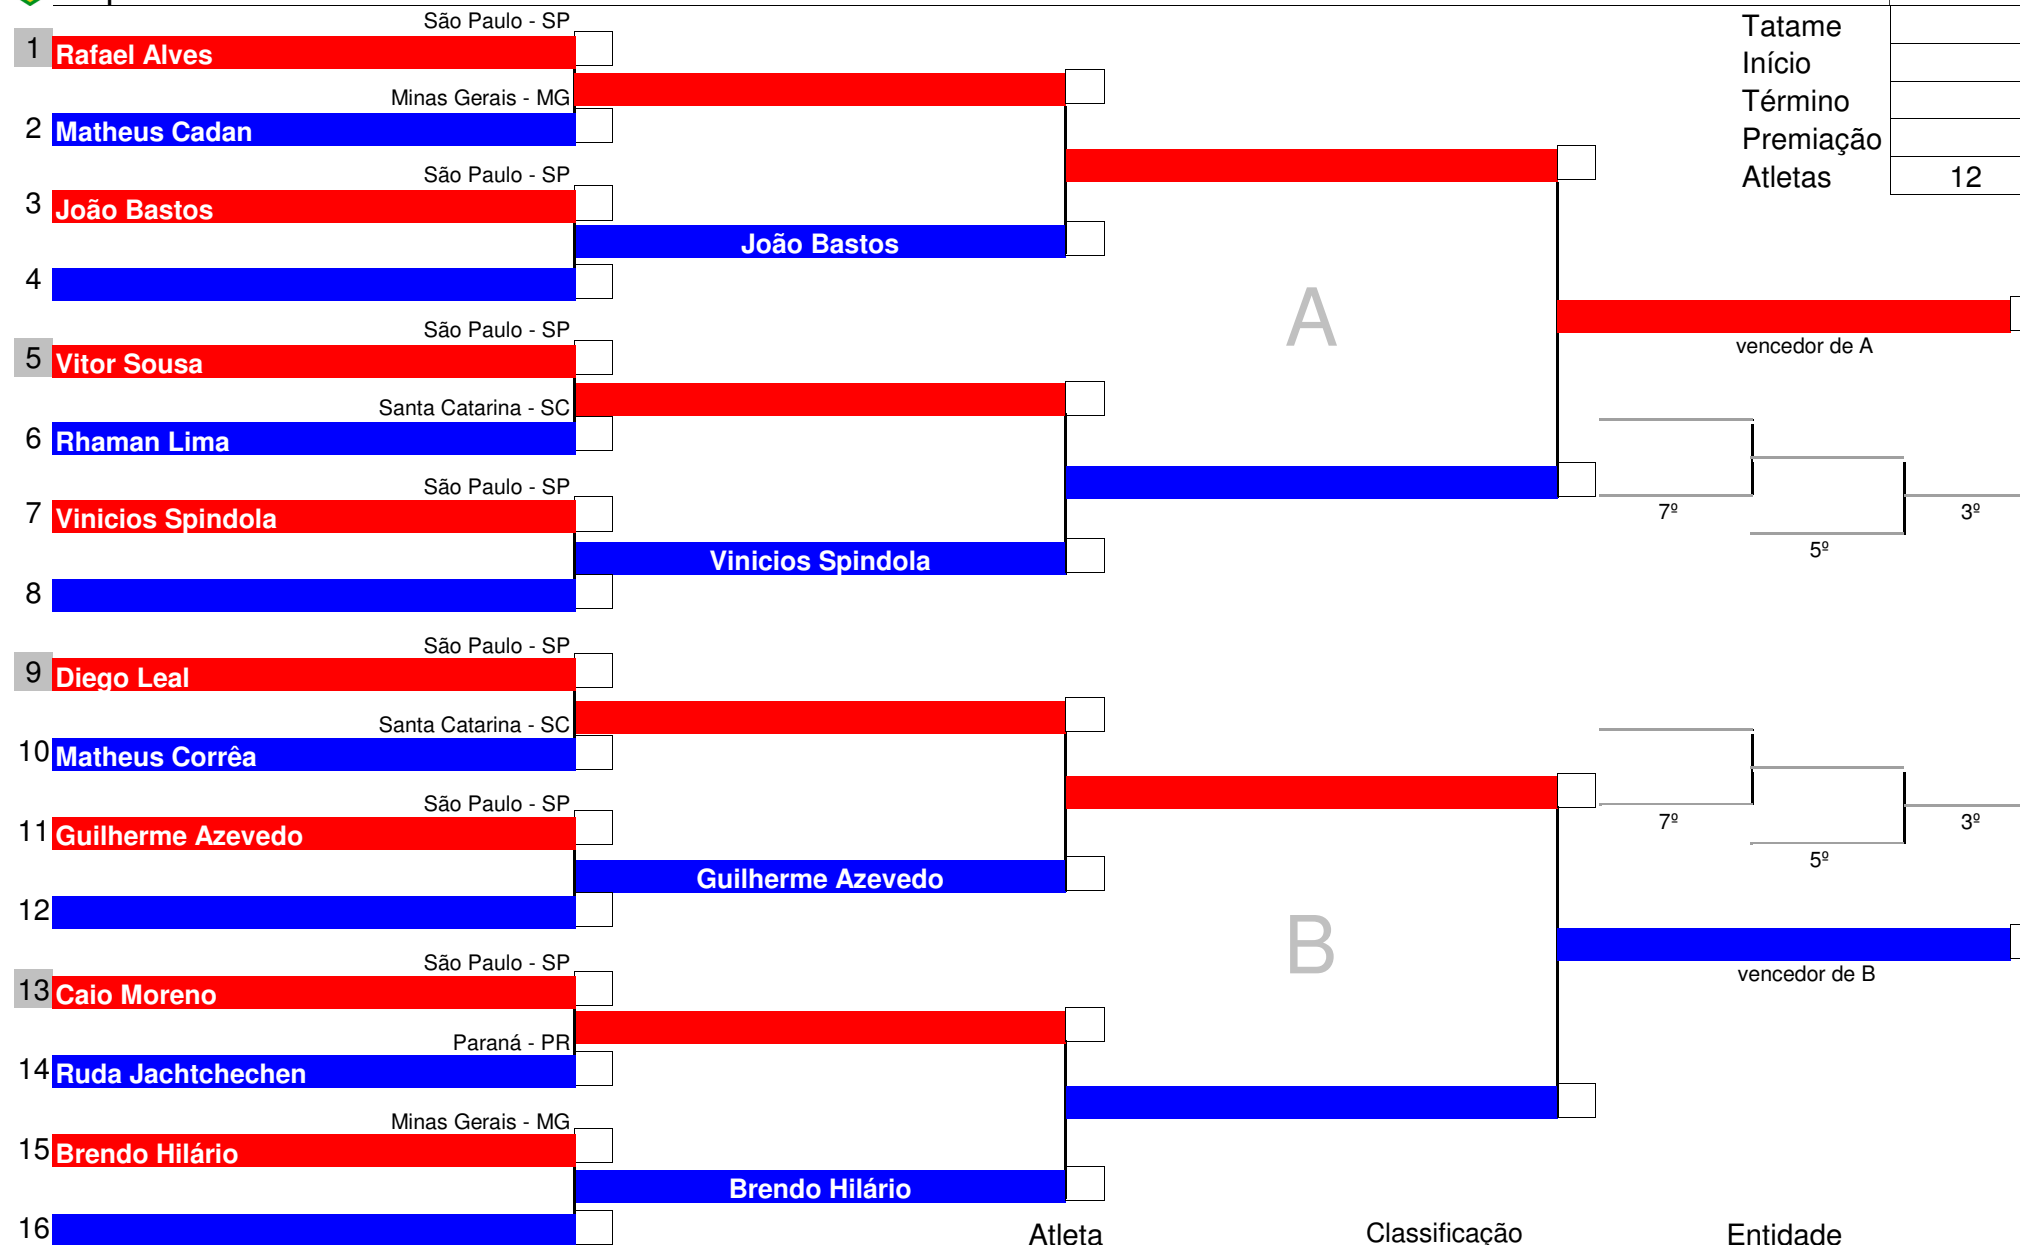 São Paulo - SP
1 Rafael Alves
Minas Gerais - MG
2 Matheus Cadan
São Paulo - SP
3 João Bastos
João Bastos
4
São Paulo - SP
5 Vitor Sousa
Santa Catarina - SC
6 Rhaman Lima
São Paulo - SP
7 Vinicios Spindola
Vinicios Spindola
8
São Paulo - SP
9 Diego Leal
Santa Catarina - SC
10 Matheus Corrêa
São Paulo - SP
11 Guilherme Azevedo
Guilherme Azevedo
12
São Paulo - SP
13 Caio Moreno
Paraná - PR
14 Ruda Jachtchechen
Minas Gerais - MG
15 Brendo Hilário
Brendo Hilário
16
A
B
Tatame
Início
Término
Premiação
Atletas 12
vencedor de A
7º
3º
5º
7º
3º
5º
vencedor de B
Atleta Classificação Entidade